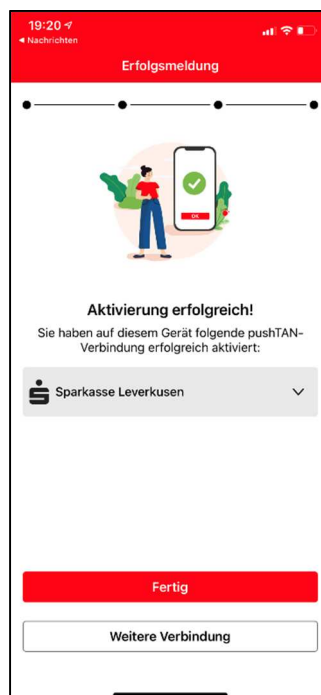 19:20
◀ Nachrichten
Erfolgsmeldung
OK
Aktivierung erfolgreich!
Sie haben auf diesem Gerät folgende pushTAN-
Verbindung erfolgreich aktiviert:
Sparkasse Leverkusen
Fertig
Weitere Verbindung